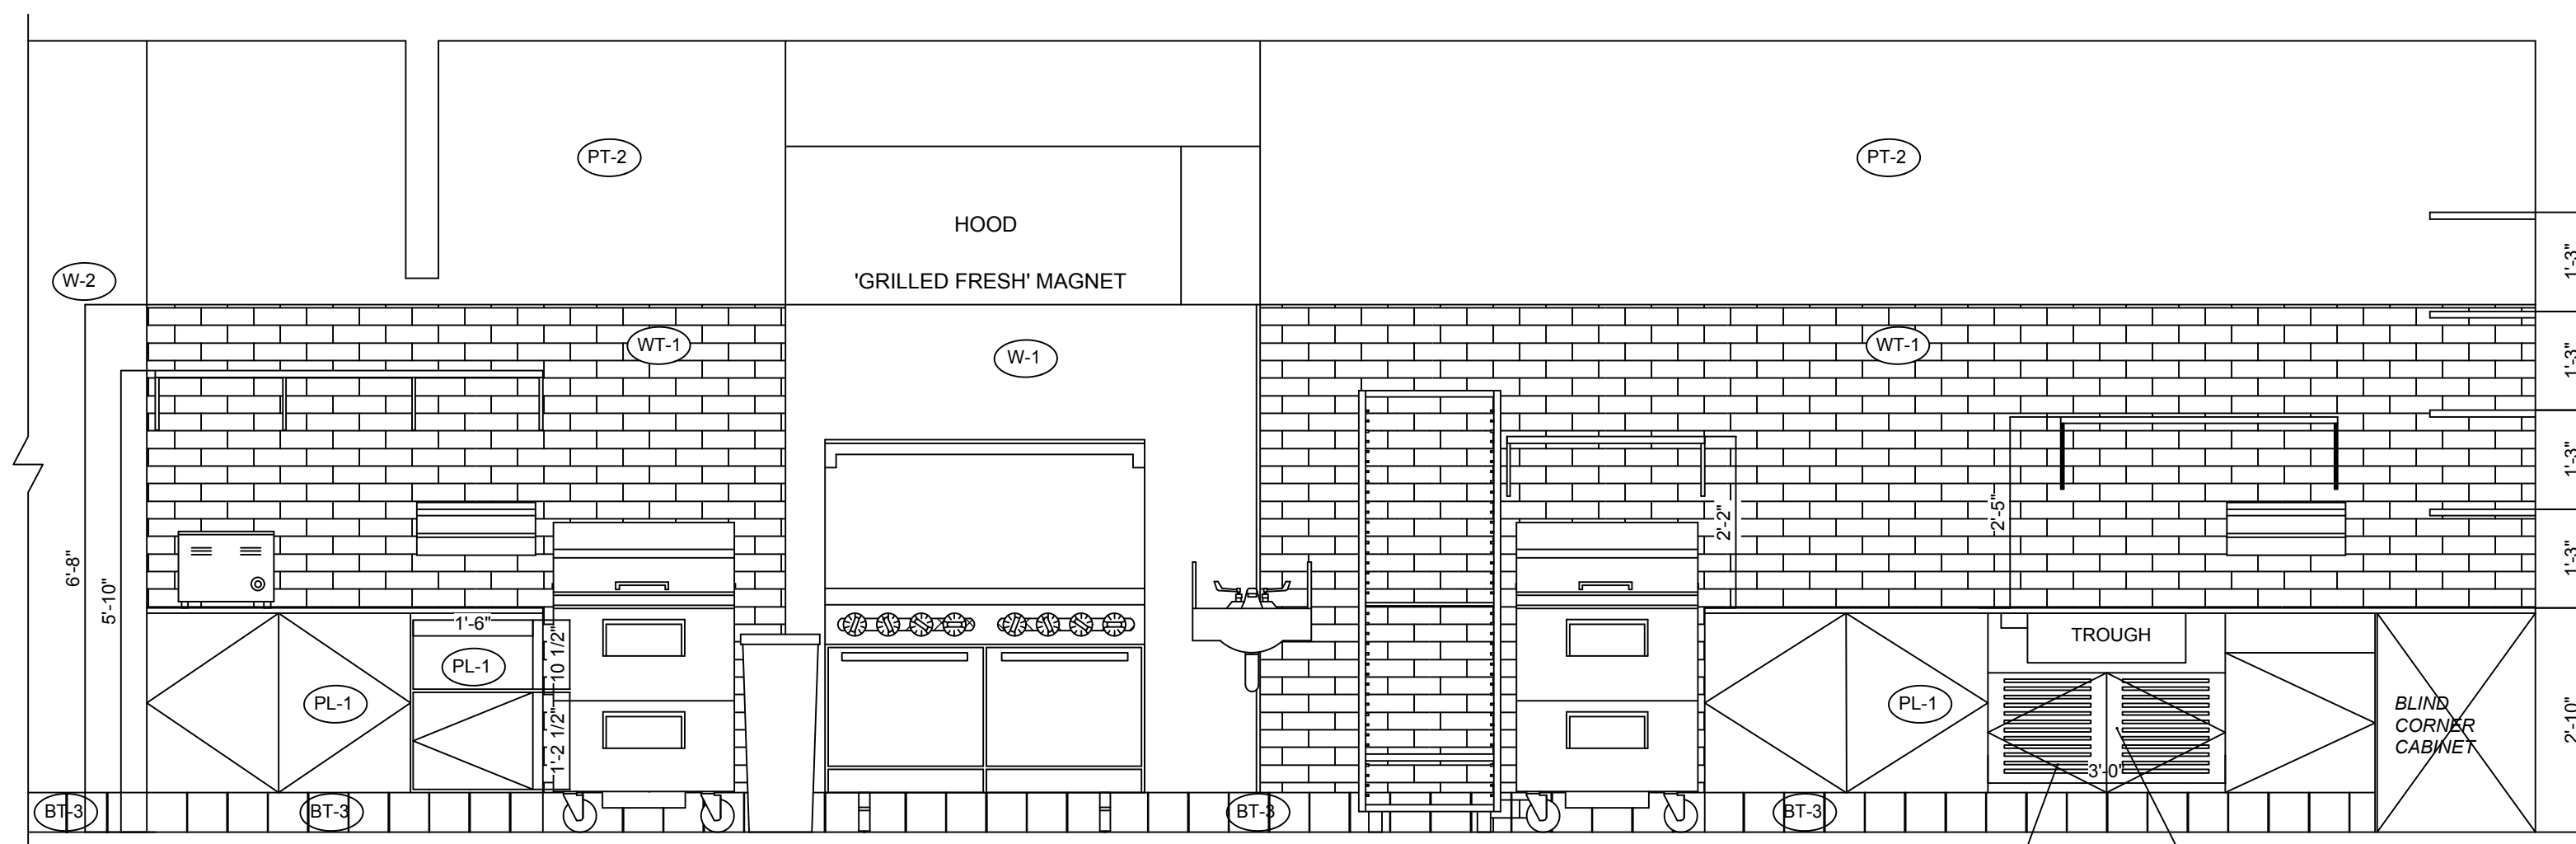 PT-2
PT-2
HOOD
'GRILLED FRESH' MAGNET
W-2
1'-3"
WT-1
W-1
WT-1
1'-3"
1'-3"
2'-2"
2'-5"
1'-3"
6'-8"
5'-10"
1'-6"
10 1/2"
PL-1
PL-1
1'-2 1/2"
TROUGH
PL-1
BLIND
CORNER
CABINET
2'-10"
3'-0"
BT-3
BT-3
BT-3
BT-3